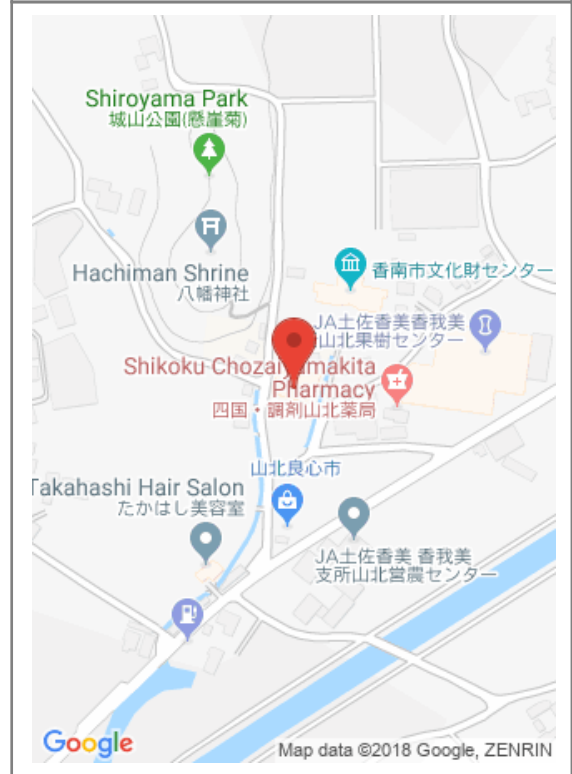 Shiroyama Park
城山公園(懸崖菊)
Hachiman Shrine
八幡神社
香南市文化財センター
JA土佐香美香我美
山北果樹センター
Shikoku Chozaiyamakita
Pharmacy
四国・調剤山北薬局
山北良心市
Takahashi Hair Salon
たかはし美容室
JA土佐香美 香我美
支所山北営農センター
Google
Map data ©2018 Google, ZENRIN